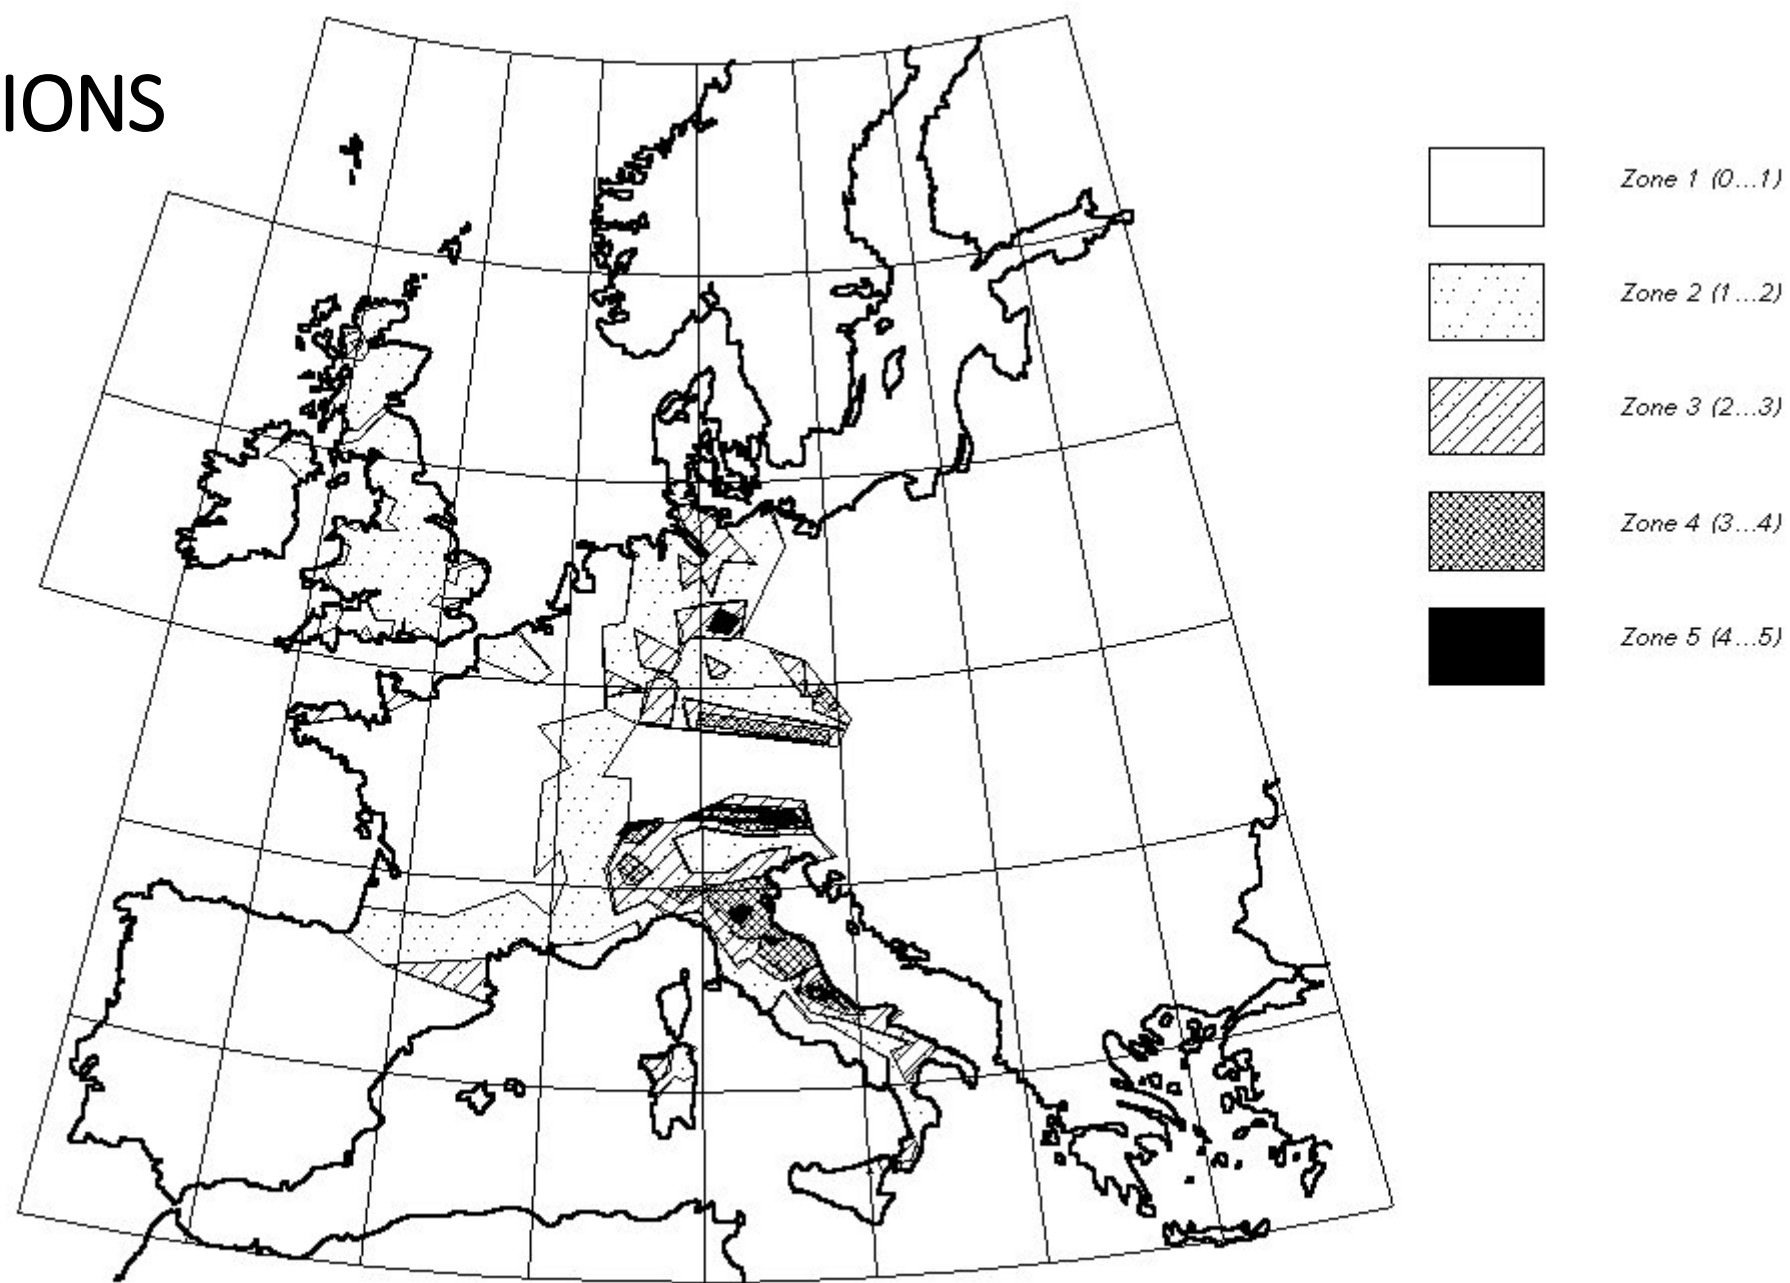 IONS
Zone 1 (0...1)
Zone 2 (1...2)
Zone 3 (2...3)
Zone 4 (3...4)
Zone 5 (4...5)